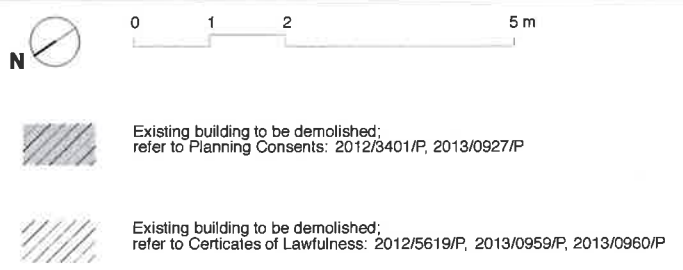 0 1 2 5 m
N
Existing building to be demolished;
refer to Planning Consents: 2012/3401/P, 2013/0927/P
Existing building to be demolished;
refer to Certicates of Lawfulness: 2012/5619/P, 2013/0959/P, 2013/0960/P